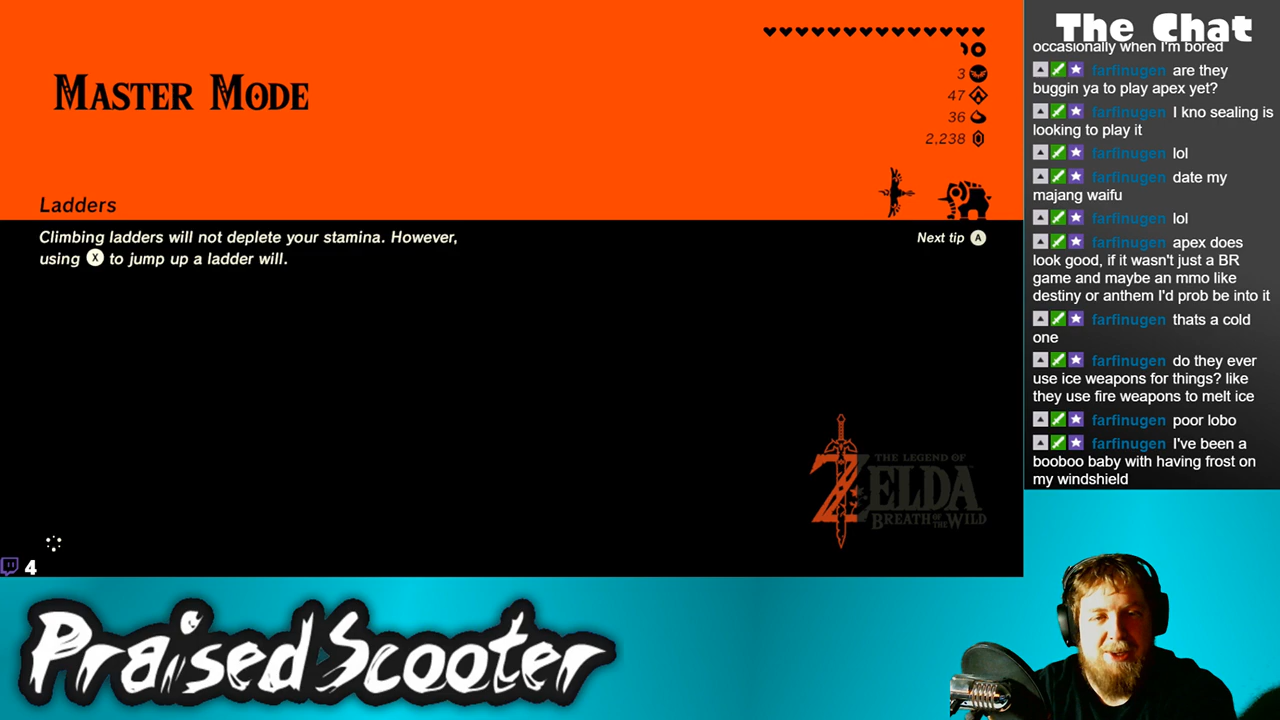 Master Mode
3
47
36
2,238
Ladders
Climbing ladders will not deplete your stamina. However,
using X to jump up a ladder will.
Next tip A
THE LEGEND OF
ZELDA
BREATH OF THE WILD
4
PraisedScooter
The Chat
occasionally when I'm bored
farfinugen are they
buggin ya to play apex yet?
farfinugen I kno sealing is
looking to play it
farfinugen lol
farfinugen date my
majang waifu
farfinugen lol
farfinugen apex does
look good, if it wasn't just a BR
game and maybe an mmo like
destiny or anthem I'd prob be into it
farfinugen thats a cold
one
farfinugen do they ever
use ice weapons for things? like
they use fire weapons to melt ice
farfinugen poor lobo
farfinugen I've been a
booboo baby with having frost on
my windshield